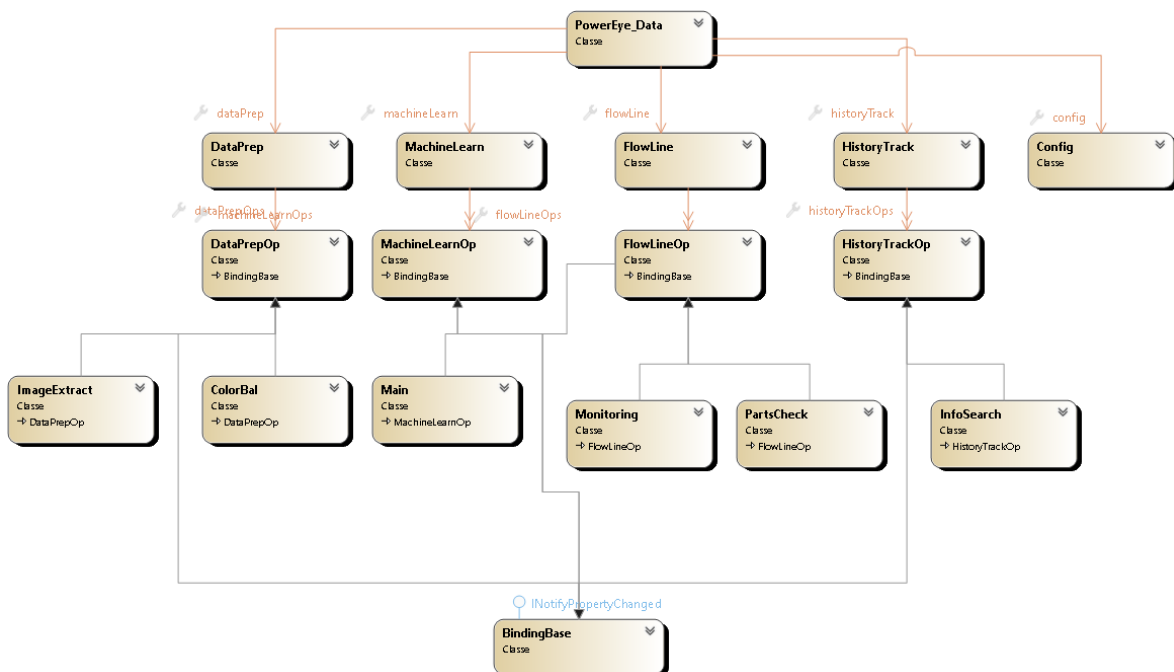 PowerEye_Data
Classe
dataPrep
machineLearn
flowLine
historyTrack
config
DataPrep
Classe
MachineLearn
Classe
FlowLine
Classe
HistoryTrack
Classe
Config
Classe
dataPrepOps
machineLearnOps
flowLineOps
historyTrackOps
DataPrepOp
Classe
BindingBase
MachineLearnOp
Classe
BindingBase
FlowLineOp
Classe
BindingBase
HistoryTrackOp
Classe
BindingBase
ImageExtract
Classe
DataPrepOp
ColorBal
Classe
DataPrepOp
Main
Classe
MachineLearnOp
Monitoring
Classe
FlowLineOp
PartsCheck
Classe
FlowLineOp
InfoSearch
Classe
HistoryTrackOp
INotifyPropertyChanged
BindingBase
Classe